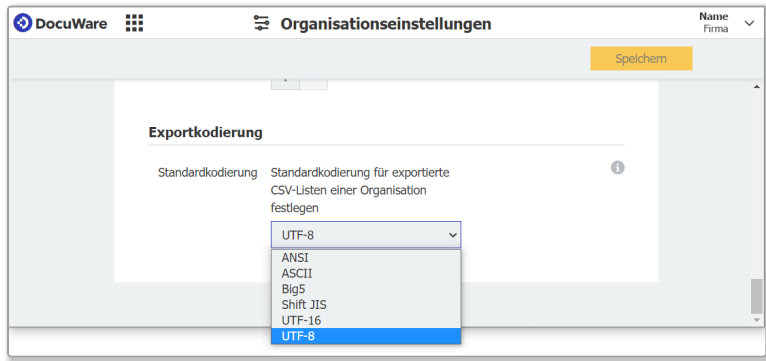 DocuWare
Organisationseinstellungen
Name
Firma
Speichern
Exportkodierung
Standardkodierung
Standardkodierung für exportierte
CSV-Listen einer Organisation
festlegen
UTF-8
ANSI
ASCII
Big5
Shift JIS
UTF-16
UTF-8